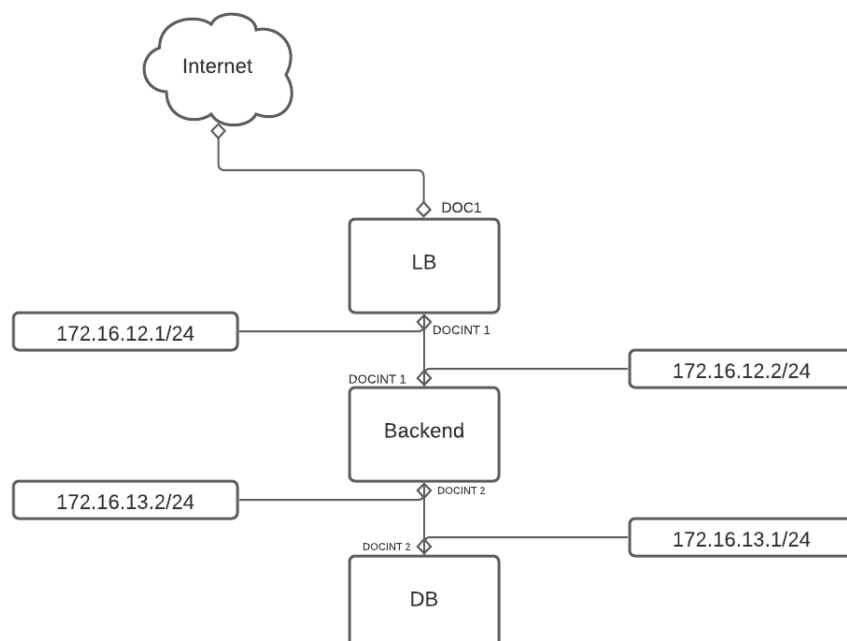 Internet
DOC1
LB
172.16.12.1/24
DOCINT 1
172.16.12.2/24
DOCINT 1
Backend
172.16.13.2/24
DOCINT 2
172.16.13.1/24
DOCINT 2
DB